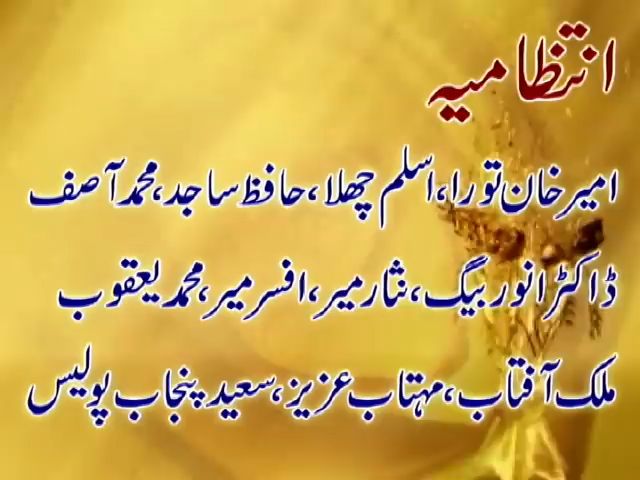 انتظامیہ
امیر خان تورا، اسلم چھلا، حافظ ساجد، محمد آصف
ڈاکٹر انور بیگ، نثار میر، افسر میر، محمد یعقوب
ملک آفتاب، مہتاب عزیز، سعید پنجاب پولیس